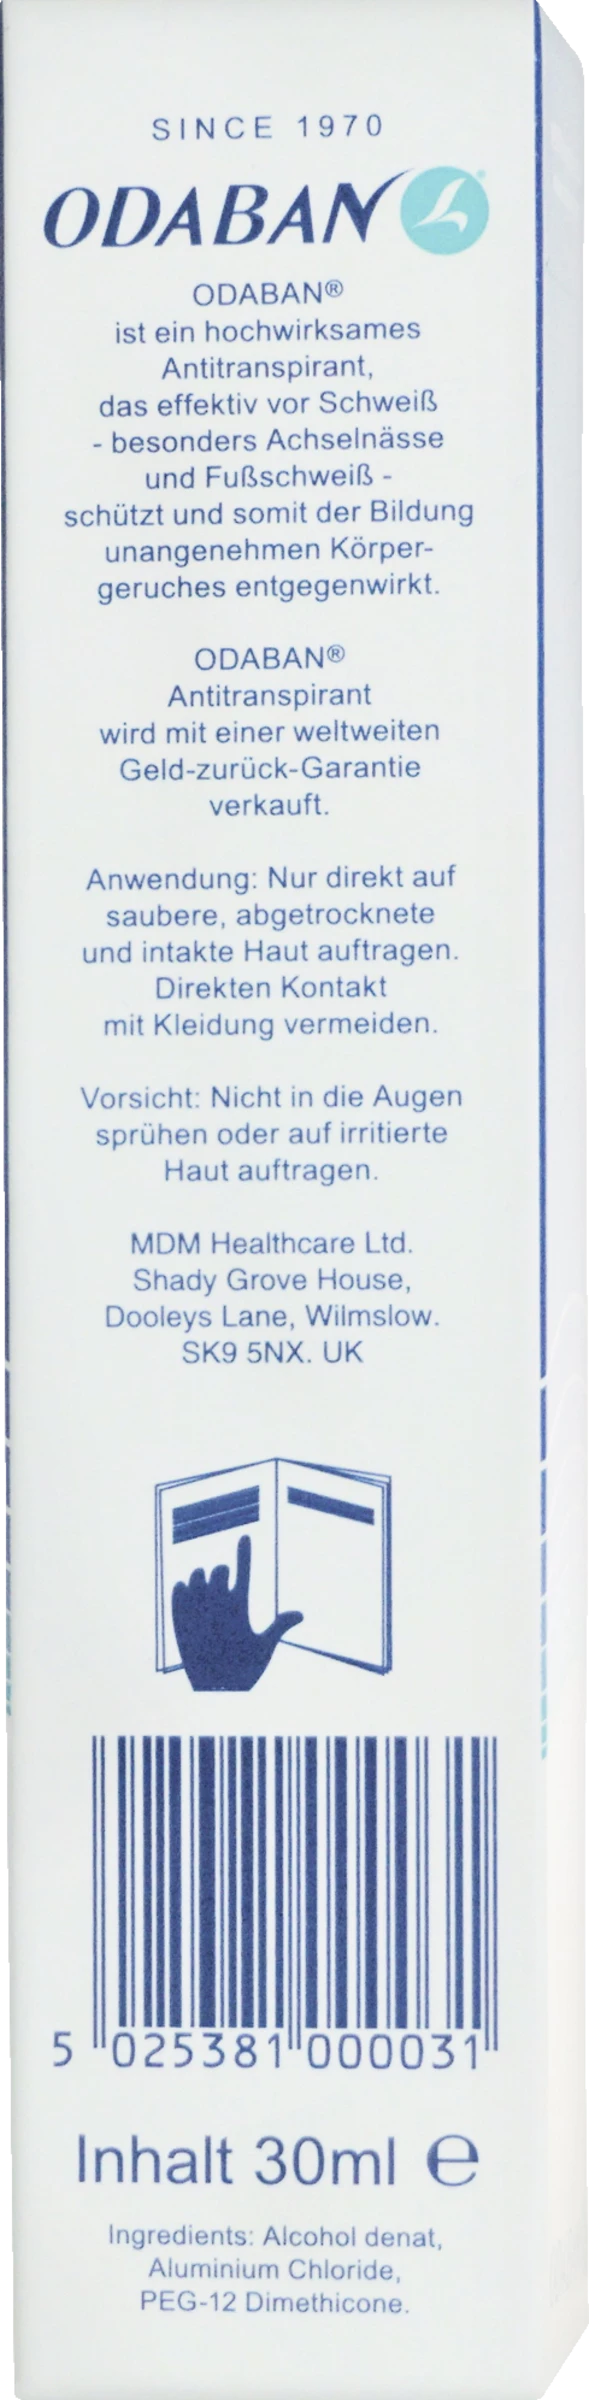 SINCE 1970
ODABAN
ODABAN®
ist ein hochwirksames
Antitranspirant,
das effektiv vor Schweiß
- besonders Achselnässe
und Fußschweiß -
schützt und somit der Bildung
unangenehmen Körper-
geruches entgegenwirkt.
ODABAN®
Antitranspirant
wird mit einer weltweiten
Geld-zurück-Garantie
verkauft.
Anwendung: Nur direkt auf
saubere, abgetrocknete
und intakte Haut auftragen.
Direkten Kontakt
mit Kleidung vermeiden.
Vorsicht: Nicht in die Augen
sprühen oder auf irritierte
Haut auftragen.
MDM Healthcare Ltd.
Shady Grove House,
Dooleys Lane, Wilmslow.
SK9 5NX. UK
5 025381 000031
Inhalt 30ml ℮
Ingredients: Alcohol denat,
Aluminium Chloride,
PEG-12 Dimethicone.